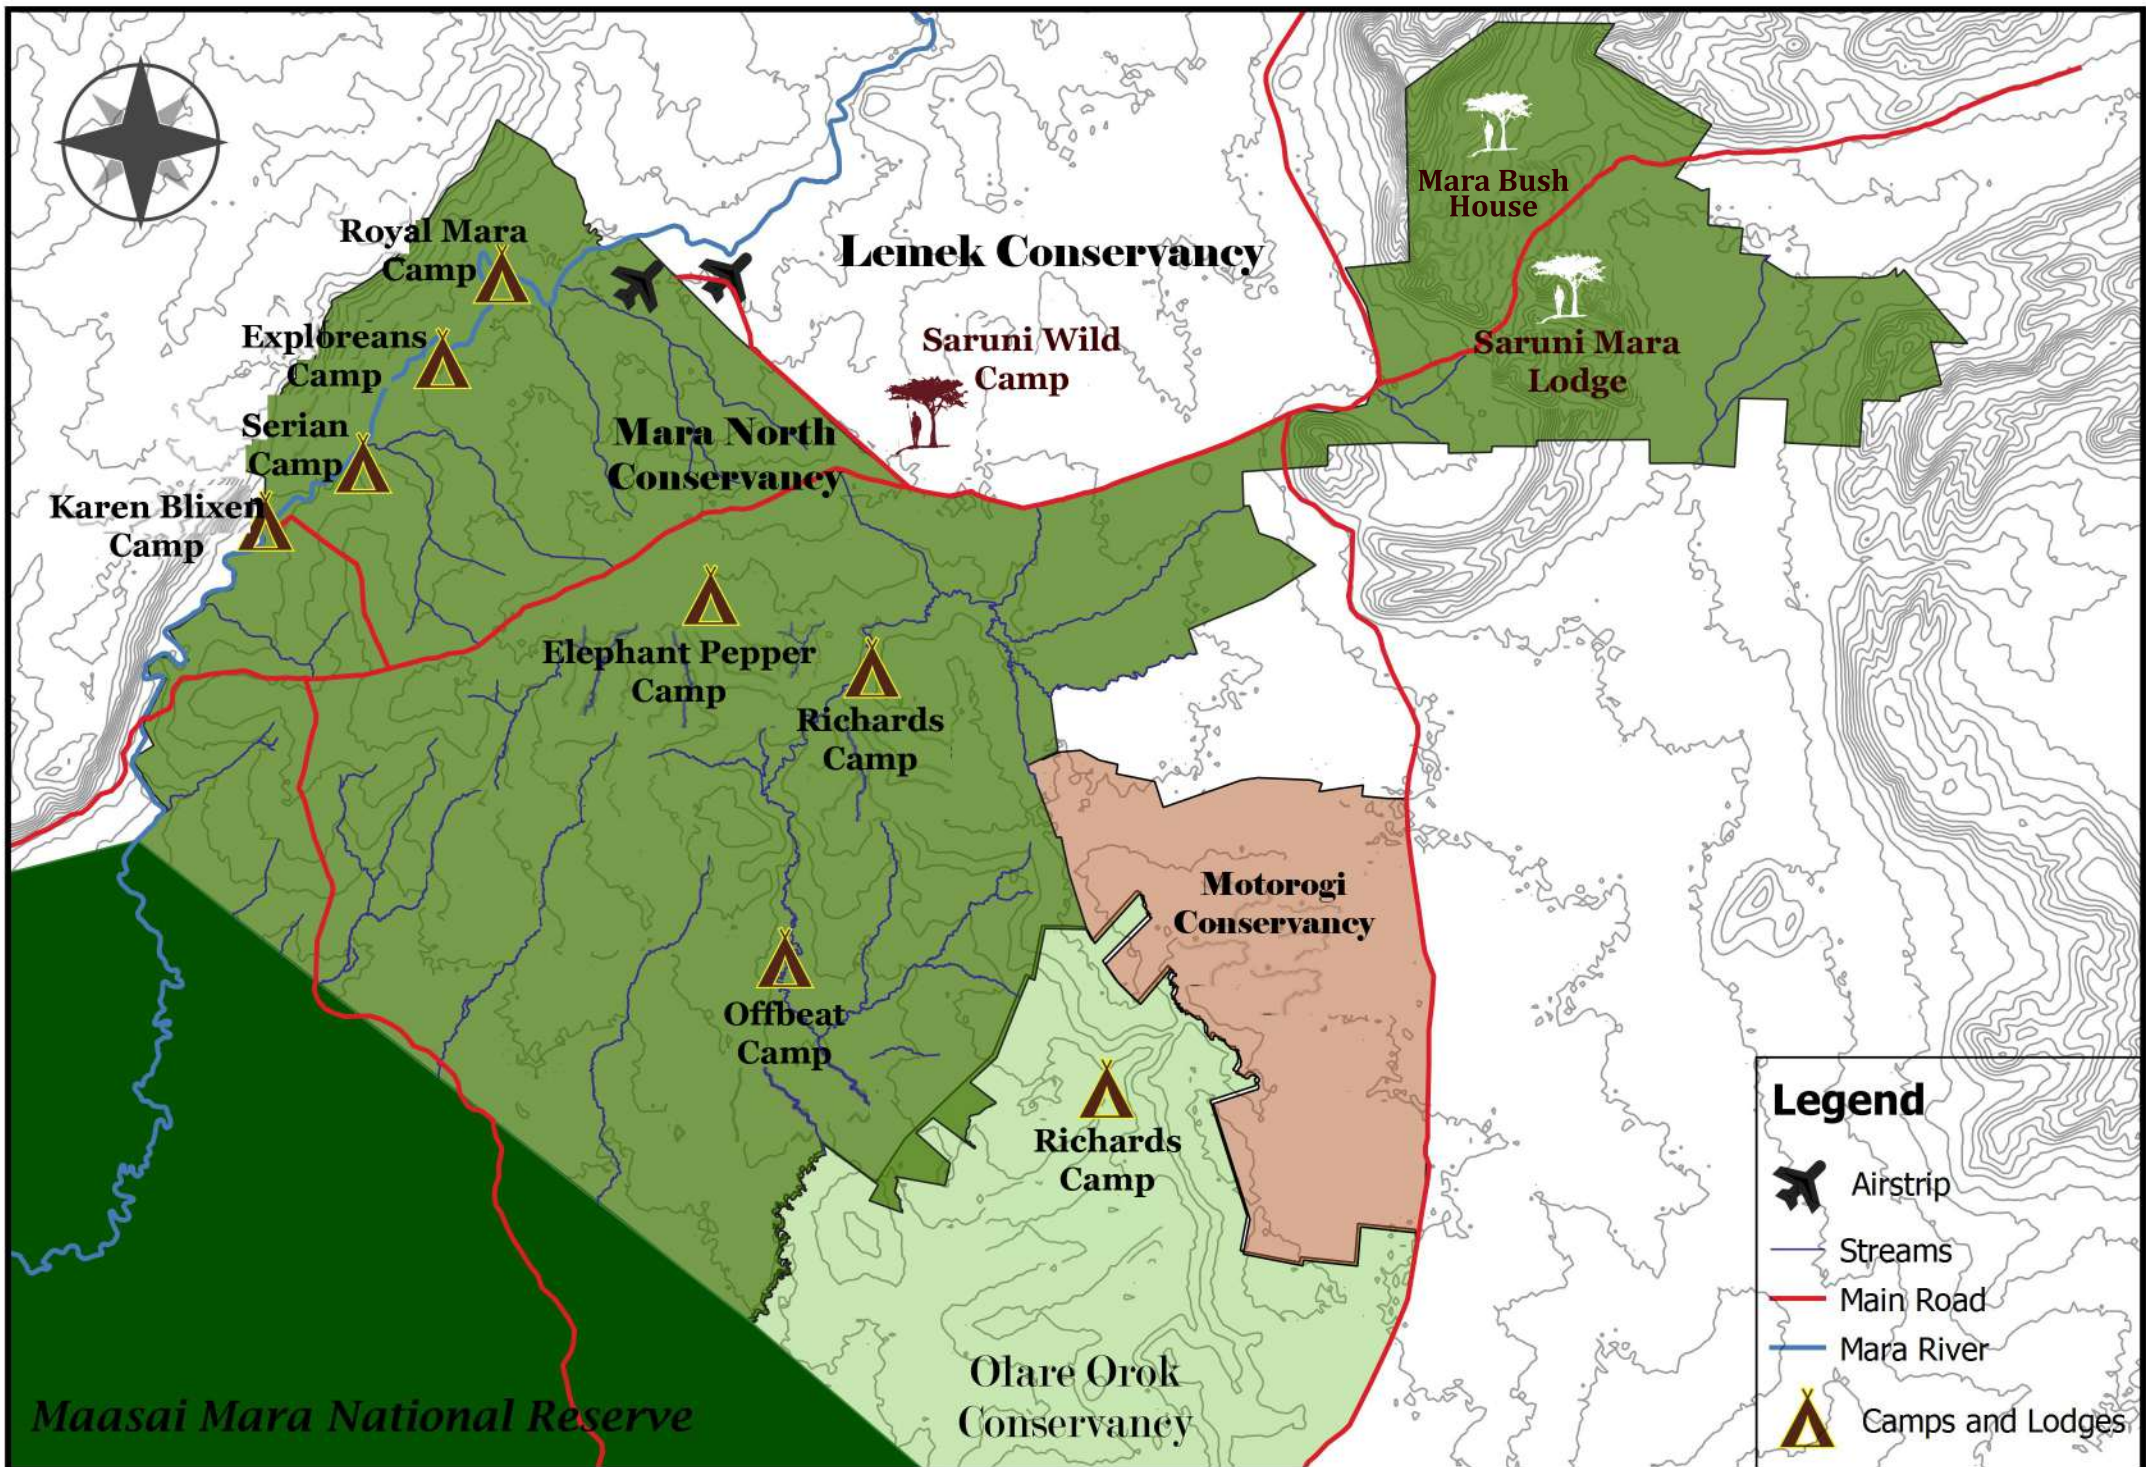 Mara Bush
House
Royal Mara
Camp
Lemek Conservancy
Exploreans
Camp
Saruni Wild
Camp
Saruni Mara
Lodge
Serian
Camp
Mara North
Conservancy
Karen Blixen
Camp
Elephant Pepper
Camp
Richards
Camp
Motorogi
Conservancy
Offbeat
Camp
Richards
Camp
Olare Orok
Conservancy
Maasai Mara National Reserve
Legend
Airstrip
Streams
Main Road
Mara River
Camps and Lodges